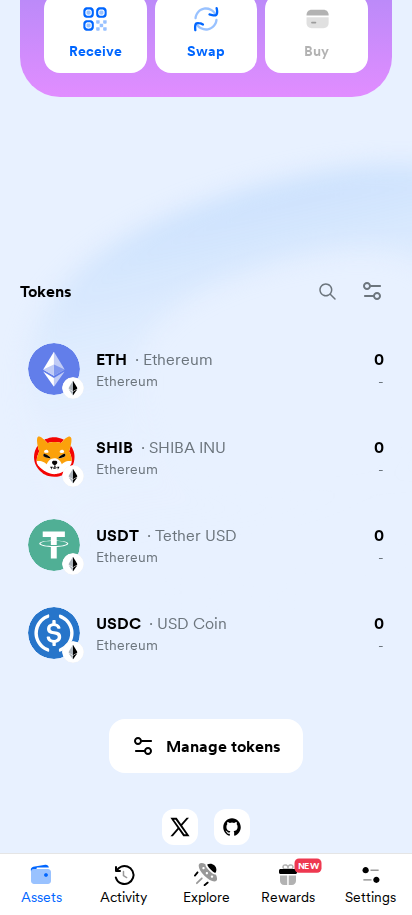 Receive
Swap
Buy
Tokens
ETH · Ethereum 0
Ethereum -
SHIB · SHIBA INU 0
Ethereum -
USDT · Tether USD 0
Ethereum -
USDC · USD Coin 0
Ethereum -
Manage tokens
NEW
Assets
Activity
Explore
Rewards
Settings